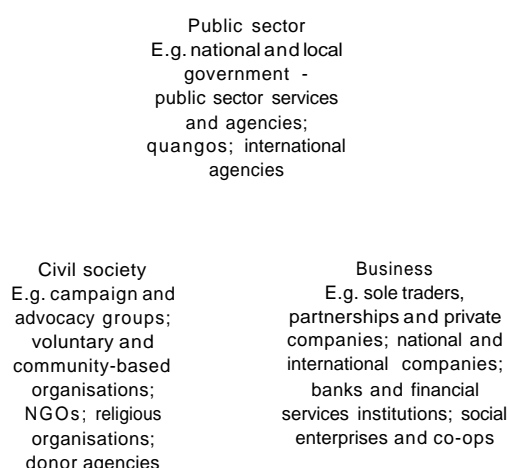 Public sector
E.g. national and local
government -
public sector services
and agencies;
quangos; international
agencies
Civil society
E.g. campaign and
advocacy groups;
voluntary and
community-based
organisations;
NGOs; religious
organisations;
donor agencies
Business
E.g. sole traders,
partnerships and private
companies; national and
international companies;
banks and financial
services institutions; social
enterprises and co-ops